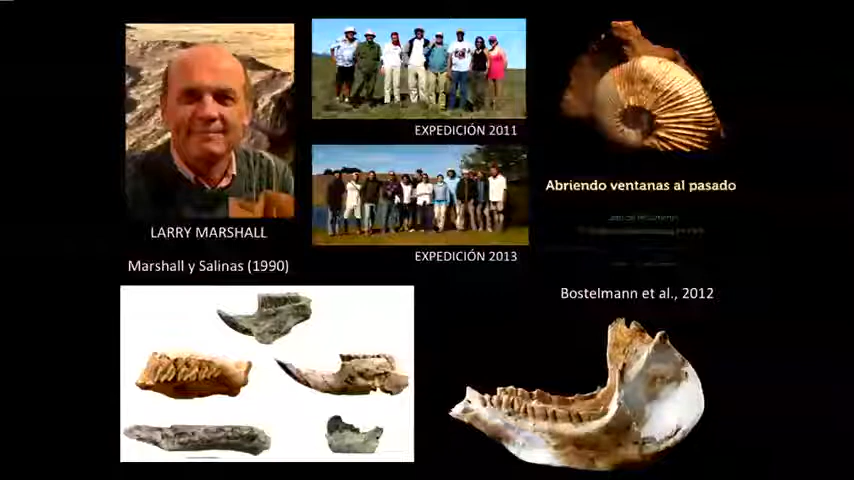 EXPEDICIÓN 2011
Abriendo ventanas al pasado
LARRY MARSHALL
EXPEDICIÓN 2013
Marshall y Salinas (1990)
Bostelmann et al., 2012